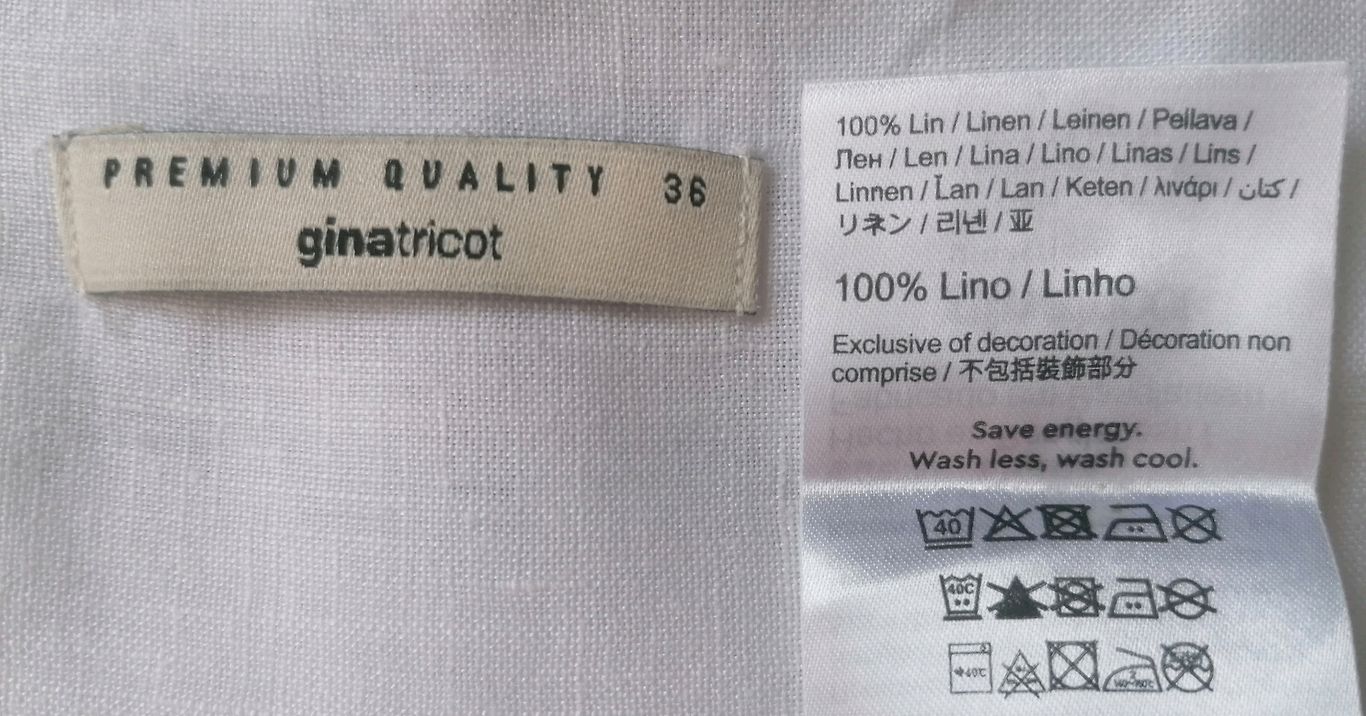 PREMIUM QUALITY 36
ginatricot
100% Lin / Linen / Leinen / Pellava /
Лен / Len / Lina / Lino / Linas / Lins /
Linnen / Ĭan / Lan / Keten / λινάρι / كتان /
リネン / 리넨 / 亚
100% Lino / Linho
Exclusive of decoration / Décoration non
comprise / 不包括裝飾部分
Save energy.
Wash less, wash cool.
40
40C
40℃